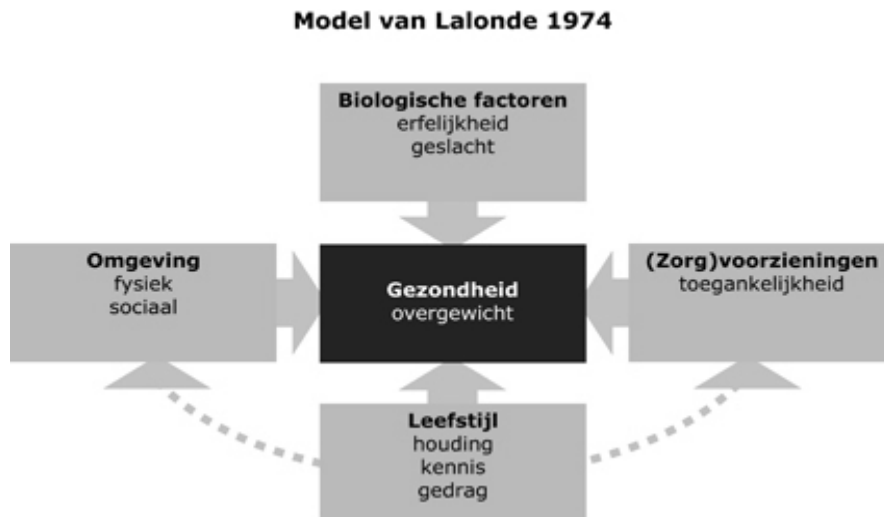 Model van Lalonde 1974
Biologische factoren
erfelijkheid
geslacht
Omgeving
fysiek
sociaal
Gezondheid
overgewicht
(Zorg)voorzieningen
toegankelijkheid
Leefstijl
houding
kennis
gedrag